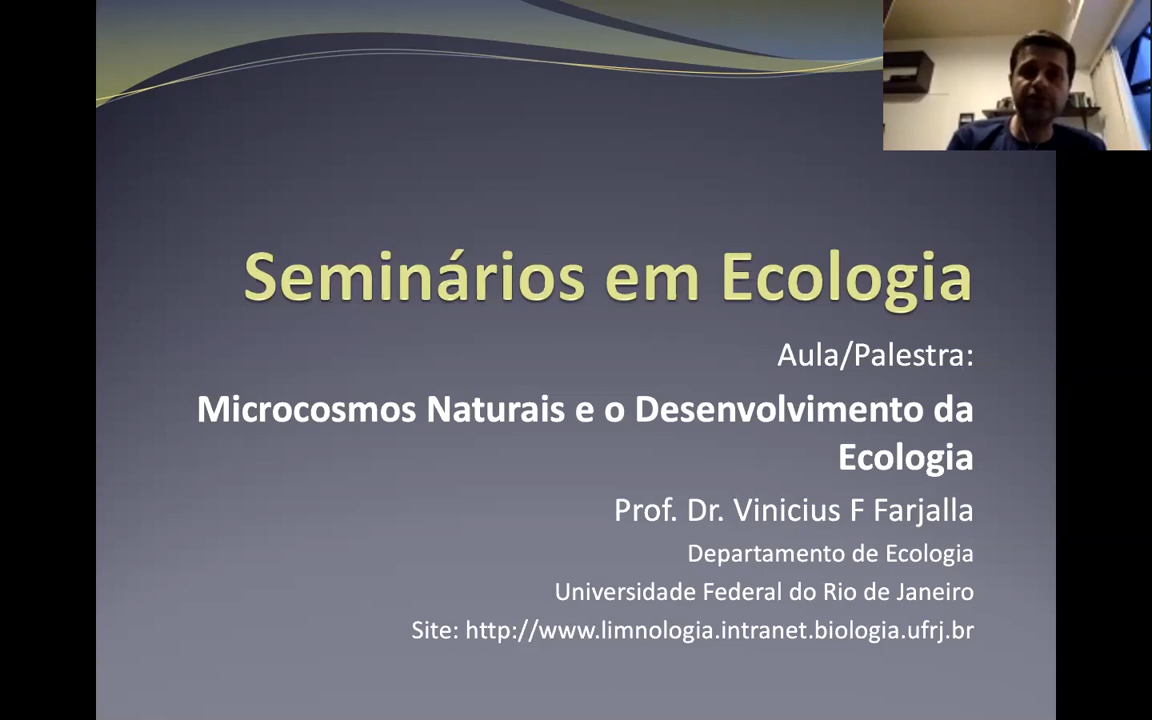 Seminários em Ecologia
Aula/Palestra:
Microcosmos Naturais e o Desenvolvimento da
Ecologia
Prof. Dr. Vinicius F Farjalla
Departamento de Ecologia
Universidade Federal do Rio de Janeiro
Site: http://www.limnologia.intranet.biologia.ufrj.br